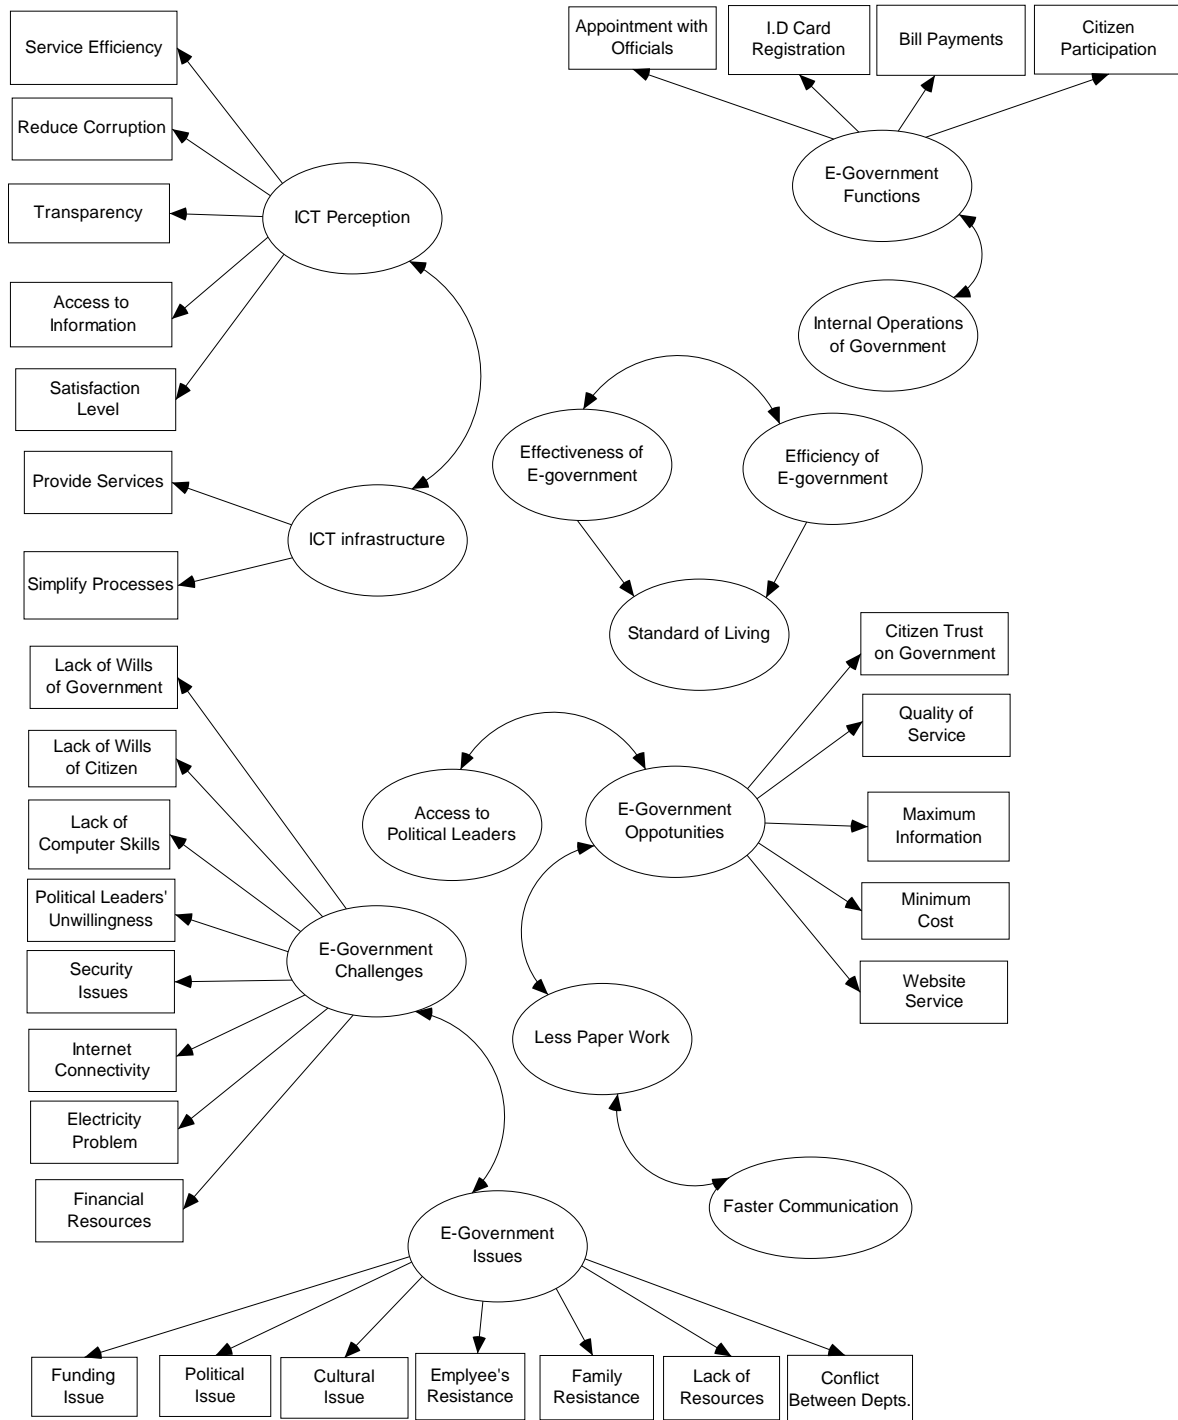 Service Efficiency
Reduce Corruption
Transparency
Access to
Information
Satisfaction
Level
Provide Services
Simplify Processes
ICT Perception
ICT infrastructure
Appointment with
Officials
I.D Card
Registration
Bill Payments
Citizen
Participation
E-Government
Functions
Internal Operations
of Government
Effectiveness of
E-government
Efficiency of
E-government
Standard of Living
Lack of Wills
of Government
Lack of Wills
of Citizen
Lack of
Computer Skills
Political Leaders'
Unwillingness
Security
Issues
Internet
Connectivity
Electricity
Problem
Financial
Resources
E-Government
Challenges
Access to
Political Leaders
E-Government
Oppotunities
Citizen Trust
on Government
Quality of
Service
Maximum
Information
Minimum
Cost
Website
Service
Less Paper Work
Faster Communication
E-Government
Issues
Funding
Issue
Political
Issue
Cultural
Issue
Emplyee's
Resistance
Family
Resistance
Lack of
Resources
Conflict
Between Depts.